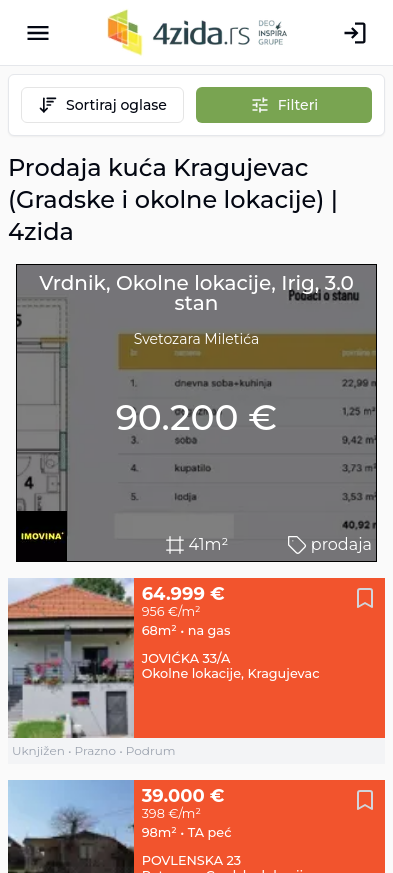 4zida.rs
DEO
INSPIRA
GRUPE
Sortiraj oglase
Filteri
Prodaja kuća Kragujevac
(Gradske i okolne lokacije) |
4zida
Vrdnik, Okolne lokacije, Irig, 3.0
stan
Podaci o stanu
Svetozara Miletića
1.
dnevna soba+kuhinja
22,99 m
90.200 €
1,25 m²
3.
soba
9,42 m²
4.
kupatilo
3,73 m²
4
5.
lodja
3,53 m²
40,92
IMOVINA
41m²
prodaja
64.999 €
956 €/m²
68m² • na gas
JOVIĆKA 33/A
Okolne lokacije, Kragujevac
Uknjižen • Prazno • Podrum
39.000 €
398 €/m²
98m² • TA peć
POVLENSKA 23